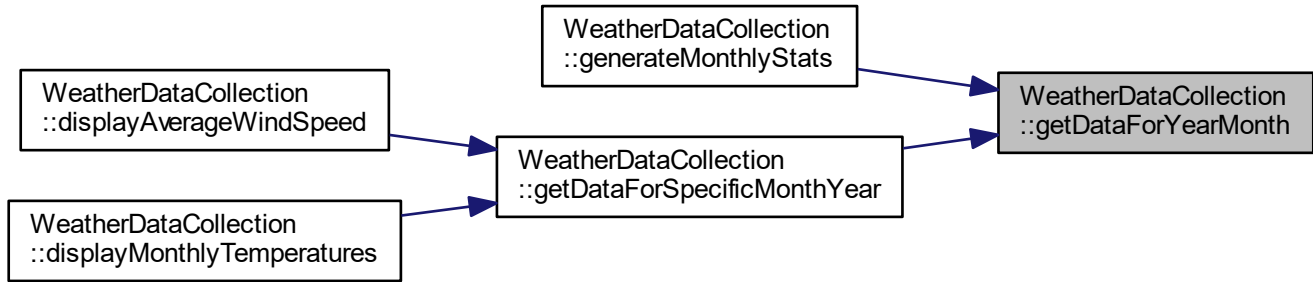 WeatherDataCollection
::generateMonthlyStats
WeatherDataCollection
::displayAverageWindSpeed
WeatherDataCollection
::getDataForYearMonth
WeatherDataCollection
::getDataForSpecificMonthYear
WeatherDataCollection
::displayMonthlyTemperatures